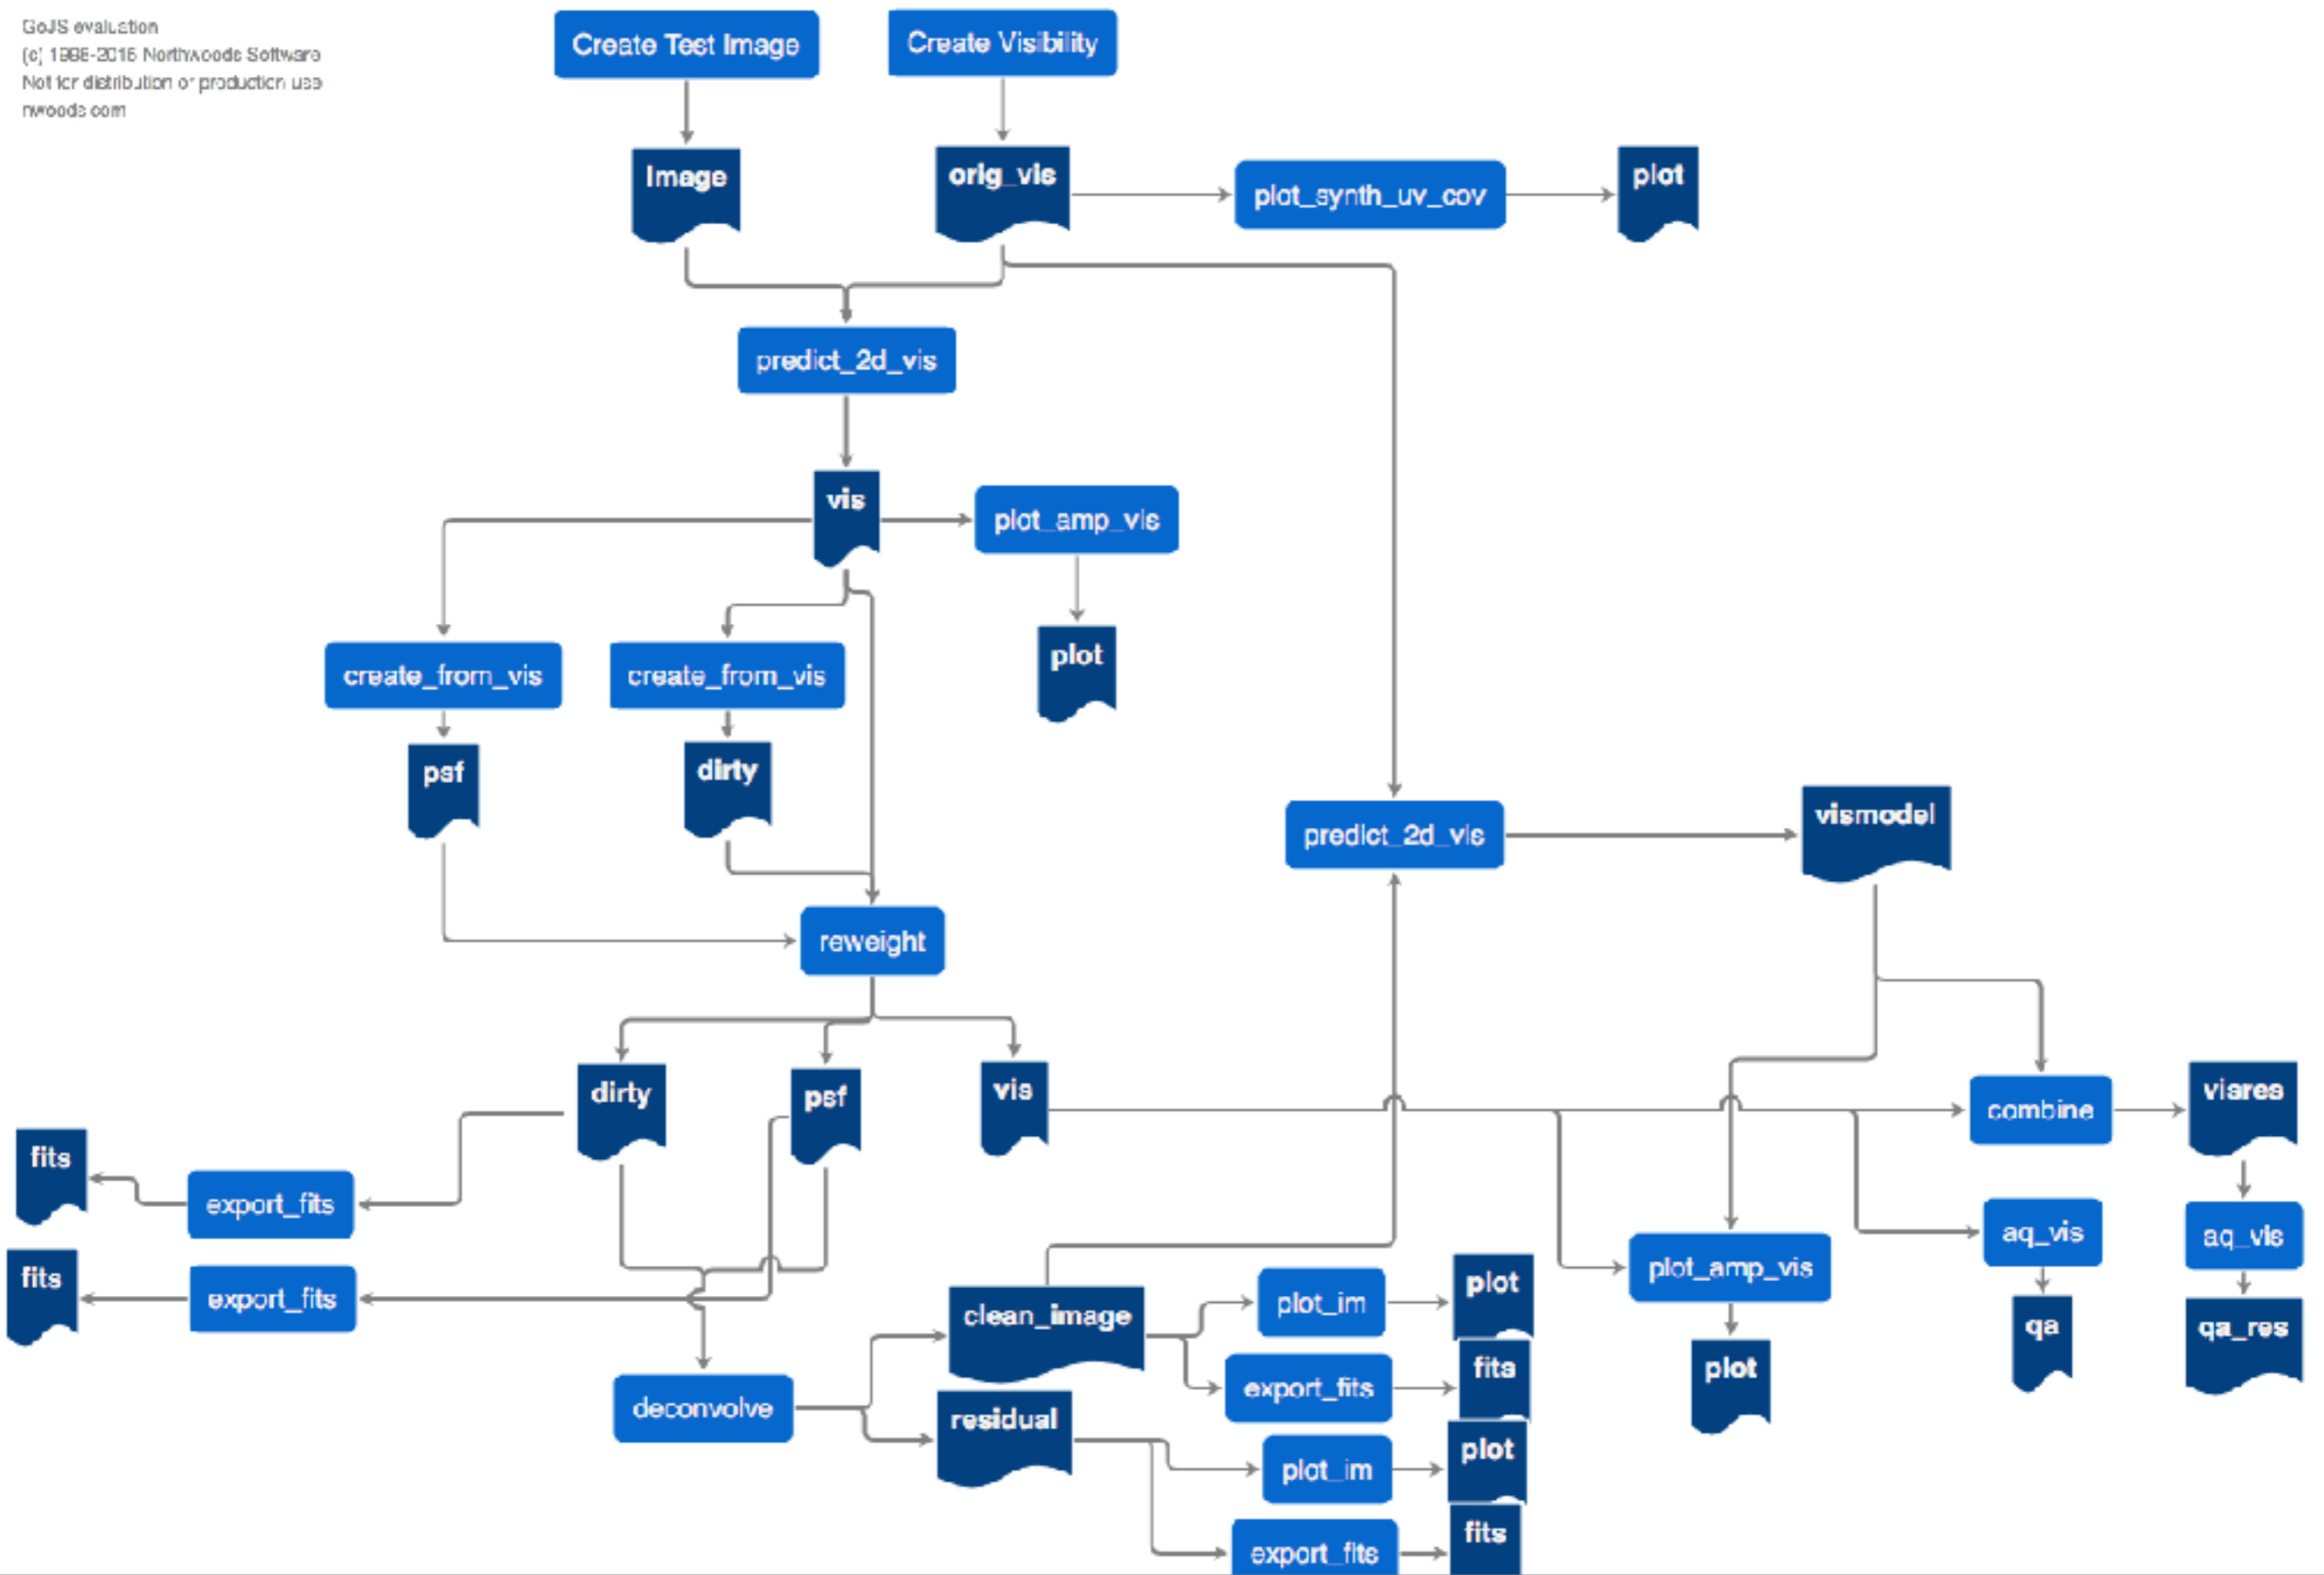 GoJS evaluation
(c) 1998-2015 Northwoods Software
Not for distribution or production use
nwoods.com
Create Test Image
Create Visibility
Image
orig_vis
plot_synth_uv_cov
plot
predict_2d_vis
vis
plot_amp_vis
create_from_vis
create_from_vis
plot
psf
dirty
predict_2d_vis
vismodel
reweight
dirty
psf
vis
combine
visres
fits
export_fits
aq_vis
aq_vis
fits
export_fits
plot_amp_vis
clean_image
plot_im
plot
qa
qa_res
export_fits
fits
plot
deconvolve
residual
plot_im
plot
export_fits
fits